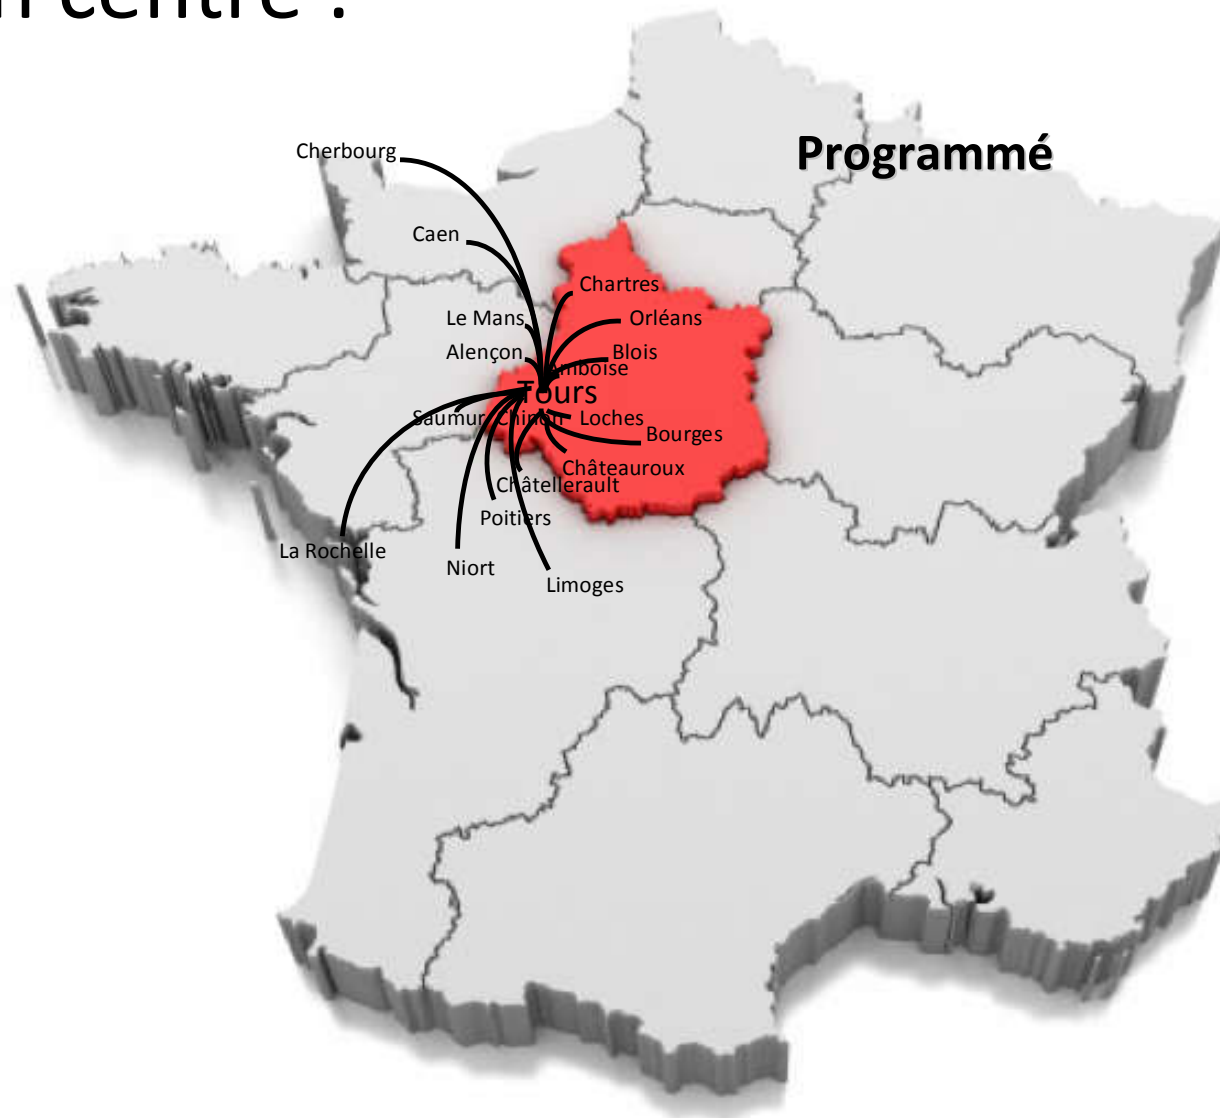 n centre :
Programmé
Cherbourg
Caen
Chartres
Le Mans
Orléans
Alençon
Blois
Amboise
Tours
Saumur
Chinon
Loches
Bourges
Châteauroux
Châtellerault
Poitiers
La Rochelle
Niort
Limoges